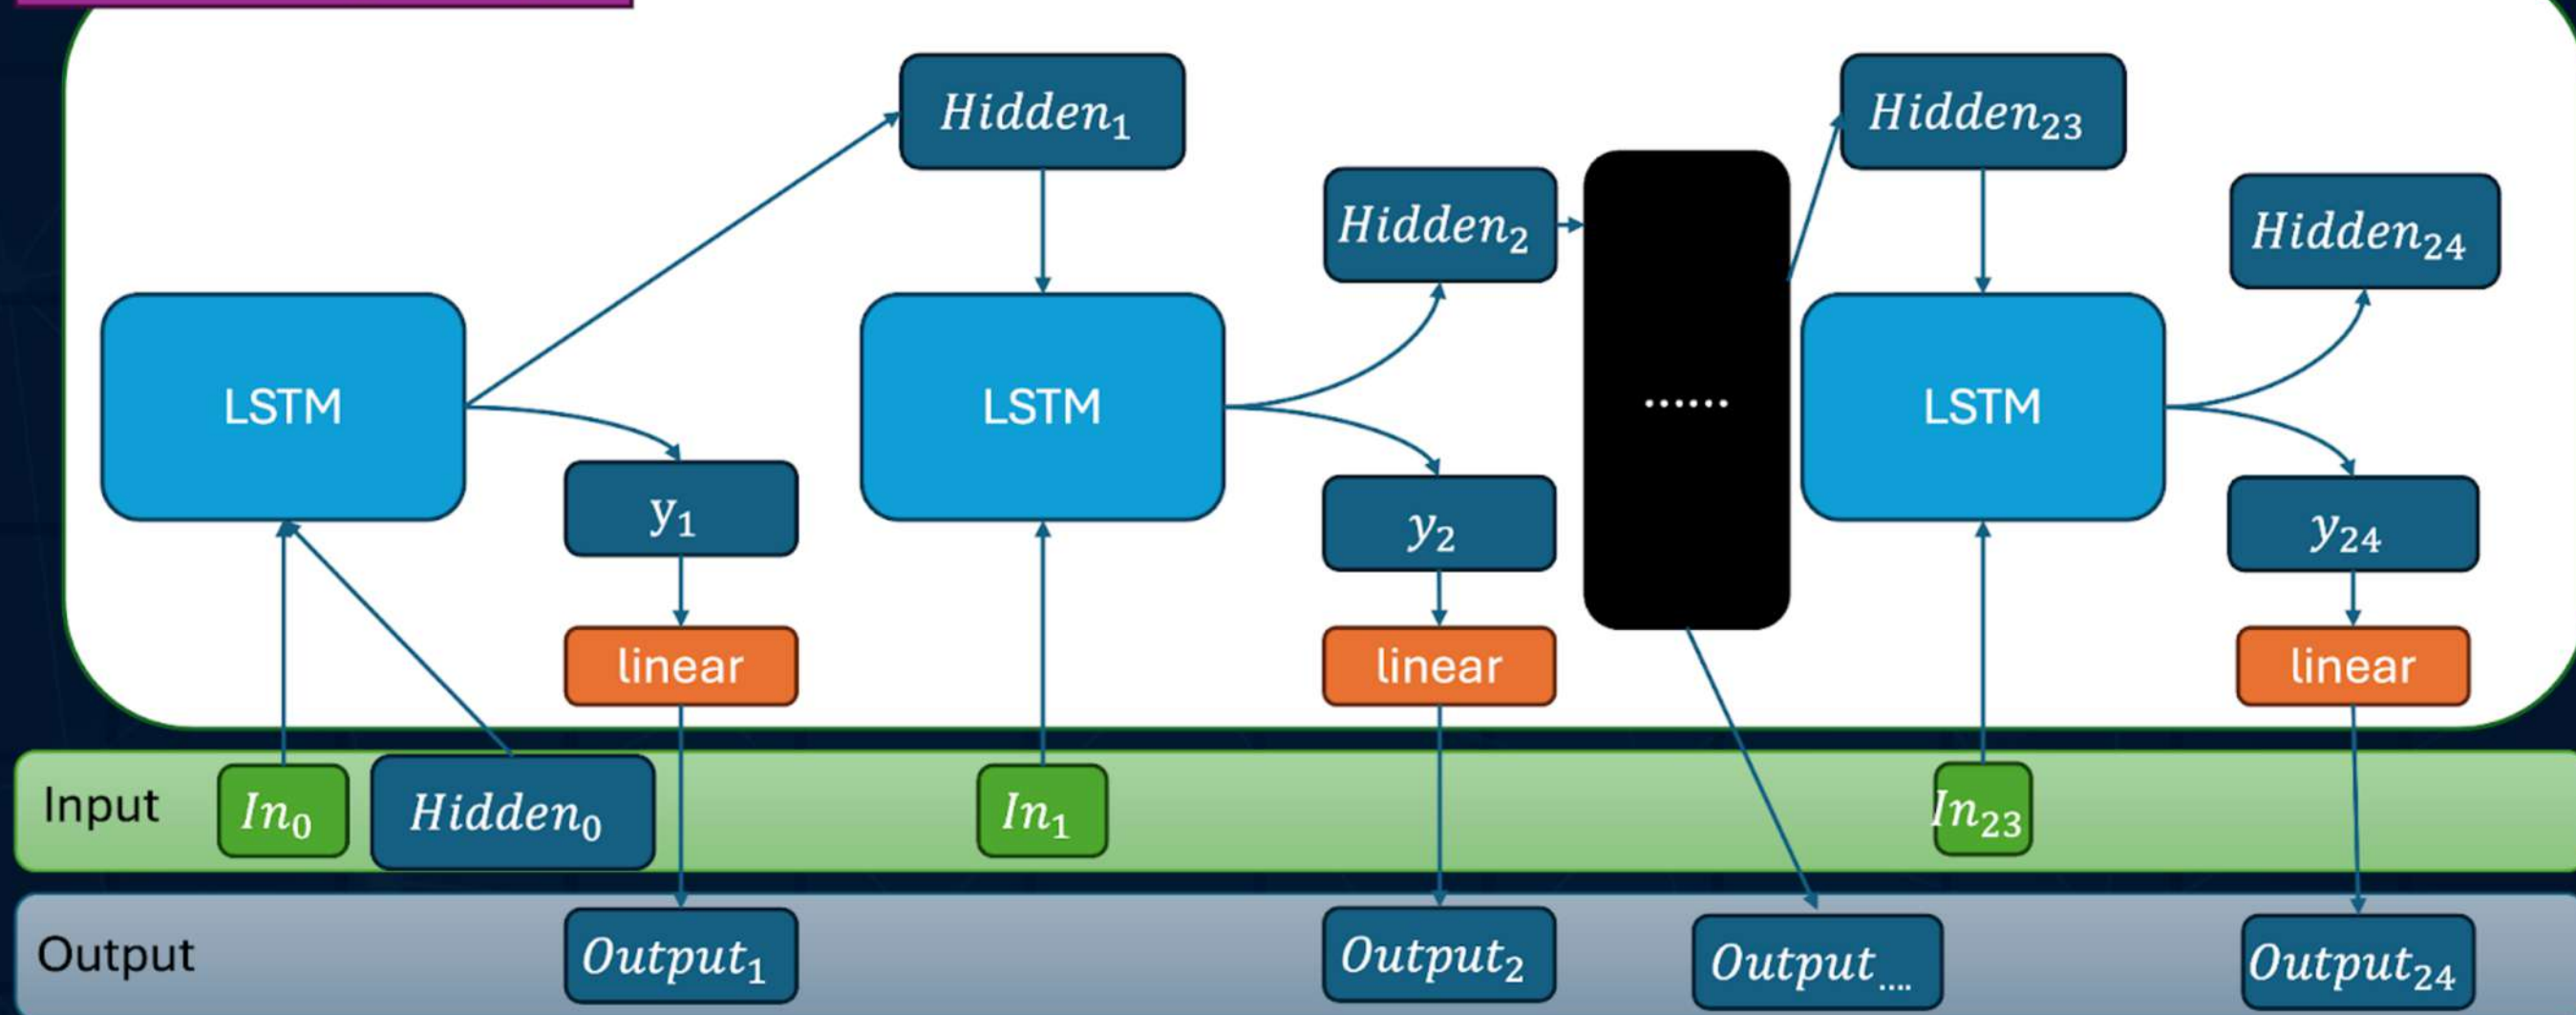 Hidden₁
Hidden₂₃
Hidden₂
Hidden₂₄
LSTM
LSTM
......
LSTM
y₁
y₂
y₂₄
linear
linear
linear
Input
In₀
Hidden₀
In₁
In₂₃
Output
Output₁
Output₂
Output....
Output₂₄